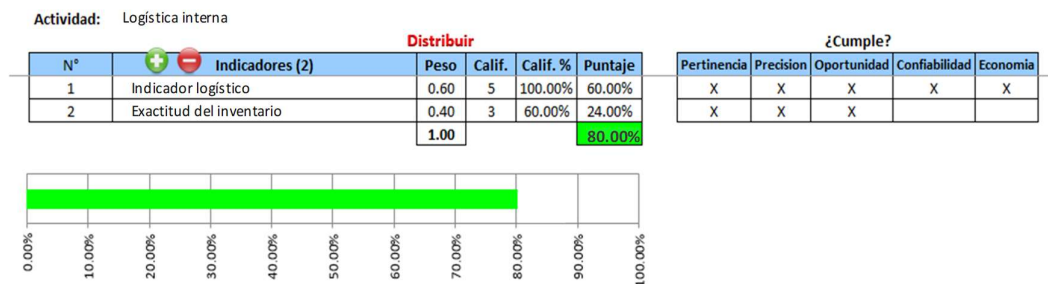 Actividad: Logística interna
Distribuir ¿Cumple?
N° Indicadores (2) Peso Calif. Calif. % Puntaje Pertinencia Precision Oportunidad Confiabilidad Economia
1 Indicador logístico 0.60 5 100.00% 60.00% X X X X X
2 Exactitud del inventario 0.40 3 60.00% 24.00% X X X
1.00 80.00%
0.00% 10.00% 20.00% 30.00% 40.00% 50.00% 60.00% 70.00% 80.00% 90.00% 100.00%